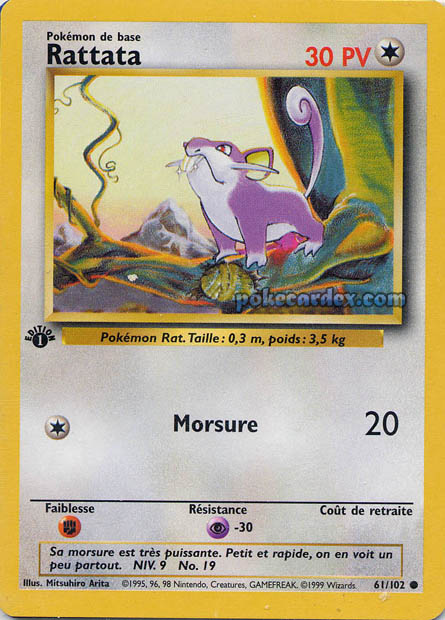 Pokémon de base
Rattata
30 PV
pokecardex.com
EDITION
1
Pokémon Rat. Taille : 0,3 m, poids : 3,5 kg
Morsure 20
Faiblesse Résistance Coût de retraite
-30
Sa morsure est très puissante. Petit et rapide, on en voit un
peu partout. NIV. 9 No. 19
Illus. Mitsuhiro Arita ©1995, 96, 98 Nintendo, Creatures, GAMEFREAK. ©1999 Wizards. 61/102